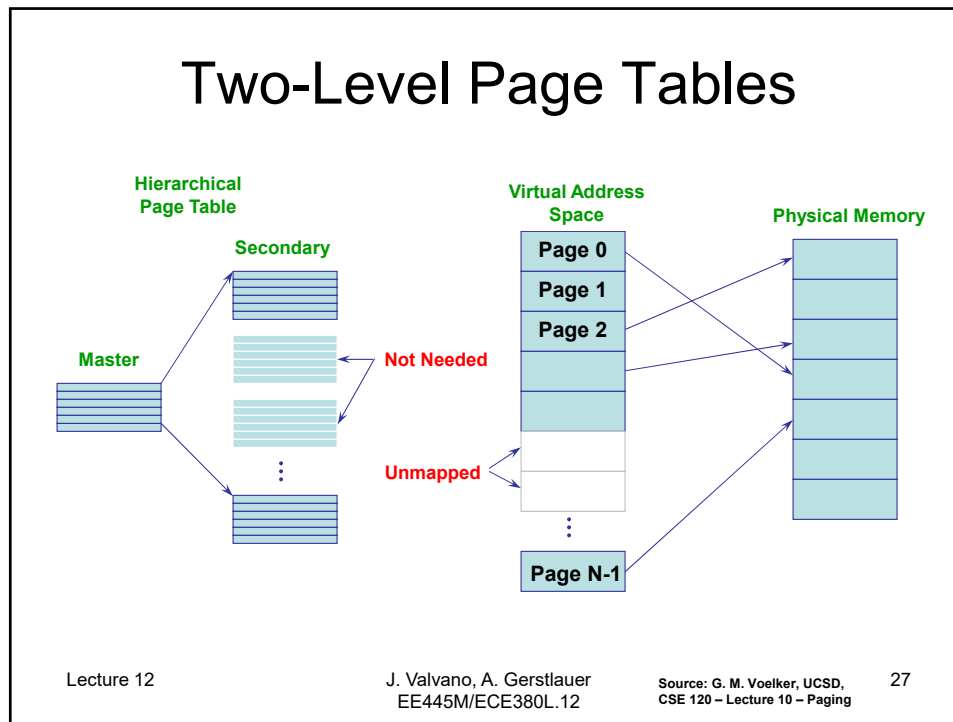 Two-Level Page Tables
Hierarchical
Page Table
Secondary
Master
Not Needed
Unmapped
Virtual Address
Space
Page 0
Page 1
Page 2
Page N-1
Physical Memory
Lecture 12
J. Valvano, A. Gerstlauer
EE445M/ECE380L.12
Source: G. M. Voelker, UCSD,
CSE 120 – Lecture 10 – Paging
27